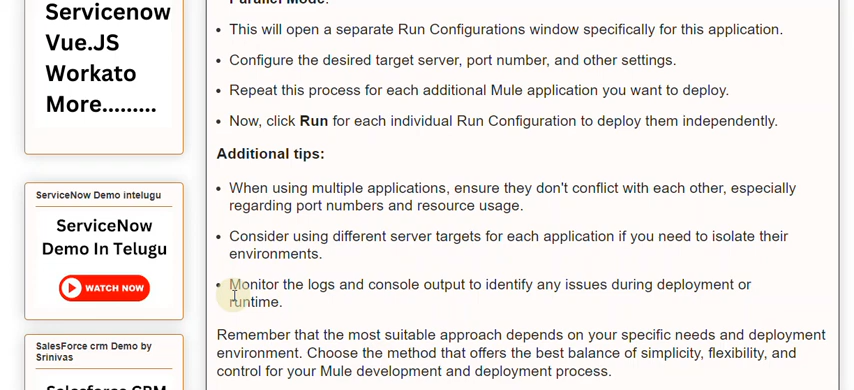 Servicenow
Vue.JS
Workato
More.........
ServiceNow Demo intelugu
ServiceNow
Demo In Telugu
WATCH NOW
SalesForce crm Demo by
Srinivas
Salesforce CRM
Parallel Mode:
• This will open a separate Run Configurations window specifically for this application.
• Configure the desired target server, port number, and other settings.
• Repeat this process for each additional Mule application you want to deploy.
• Now, click Run for each individual Run Configuration to deploy them independently.
Additional tips:
• When using multiple applications, ensure they don't conflict with each other, especially
regarding port numbers and resource usage.
• Consider using different server targets for each application if you need to isolate their
environments.
• Monitor the logs and console output to identify any issues during deployment or
runtime.
Remember that the most suitable approach depends on your specific needs and deployment
environment. Choose the method that offers the best balance of simplicity, flexibility, and
control for your Mule development and deployment process.